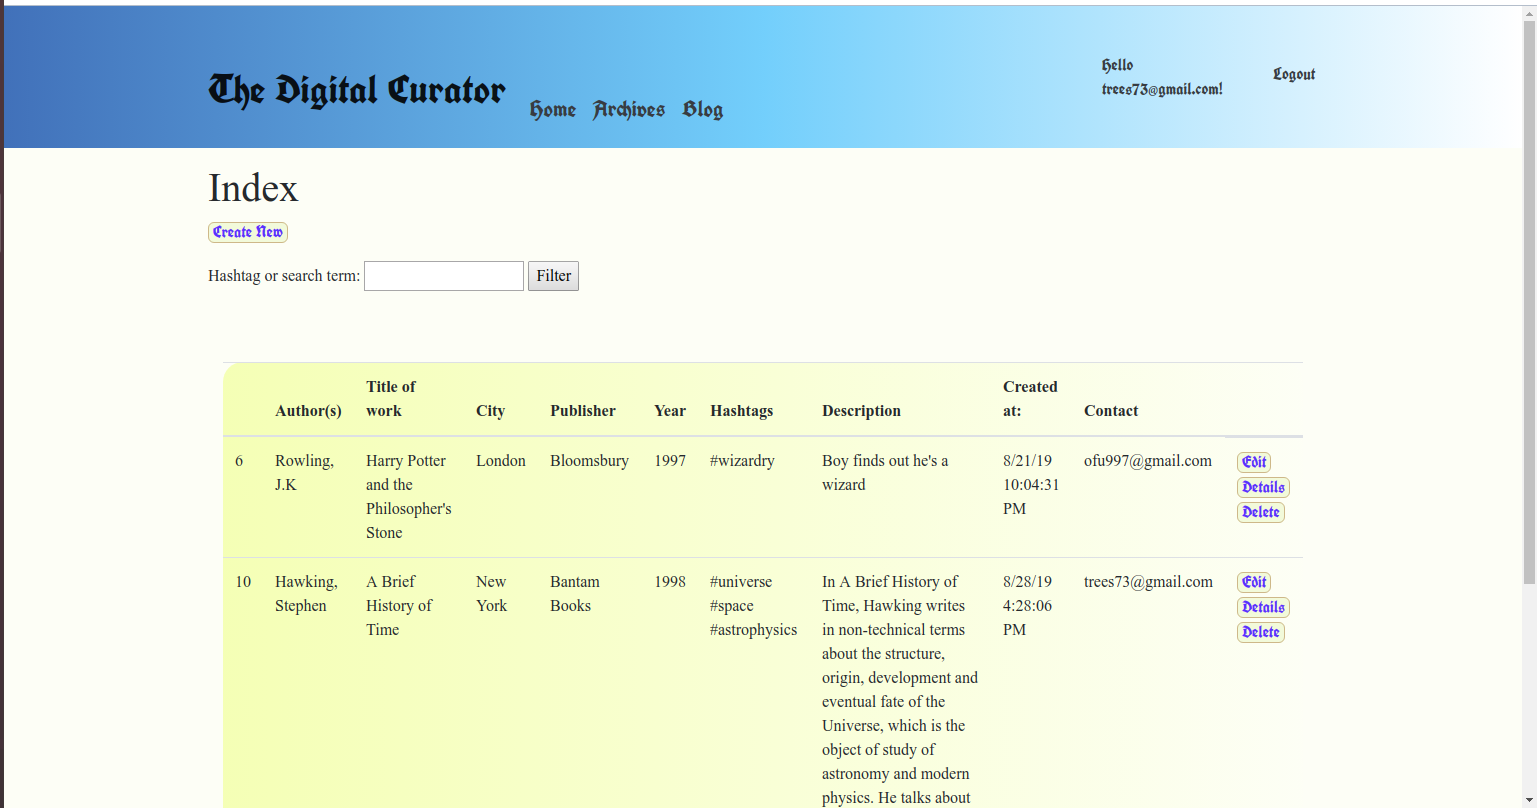 The Digital Curator
Home Archives Blog
Hello
trees73@gmail.com!
Logout
Index
Create New
Hashtag or search term:
Filter
Author(s)
Title of
work
City
Publisher
Year
Hashtags
Description
Created
at:
Contact
6
Rowling,
J.K
Harry Potter
and the
Philosopher's
Stone
London
Bloomsbury
1997
#wizardry
Boy finds out he's a
wizard
8/21/19
10:04:31
PM
ofu997@gmail.com
Edit
Details
Delete
10
Hawking,
Stephen
A Brief
History of
Time
New
York
Bantam
Books
1998
#universe
#space
#astrophysics
In A Brief History of
Time, Hawking writes
in non-technical terms
about the structure,
origin, development and
eventual fate of the
Universe, which is the
object of study of
astronomy and modern
physics. He talks about
8/28/19
4:28:06
PM
trees73@gmail.com
Edit
Details
Delete